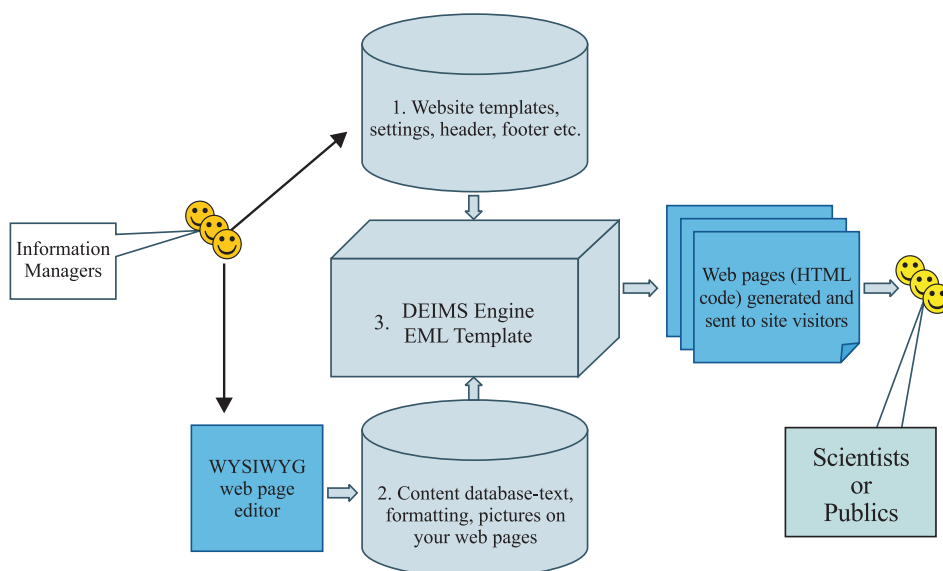 1. Website templates,
settings, header, footer etc.
Information
Managers
3. DEIMS Engine
EML Template
Web pages (HTML
code) generated and
sent to site visitors
WYSIWYG
web page
editor
2. Content database-text,
formatting, pictures on
your web pages
Scientists
or
Publics